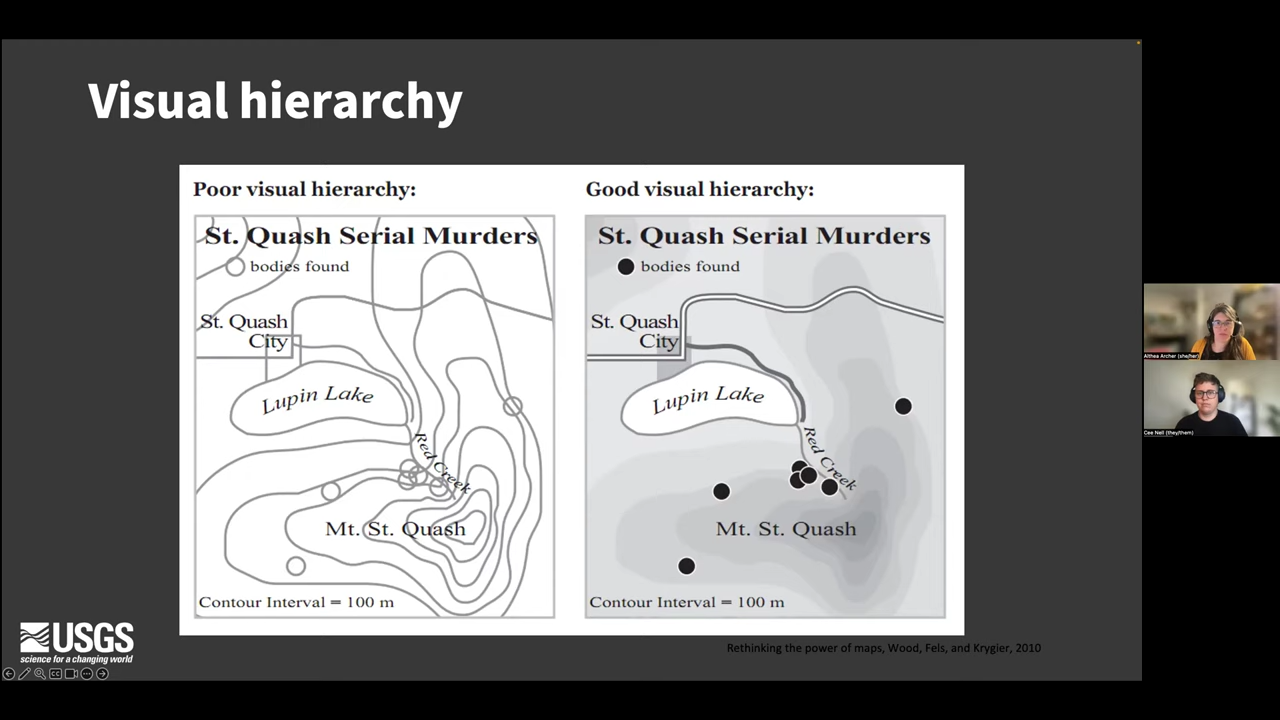 Visual hierarchy
Poor visual hierarchy:
St. Quash Serial Murders
bodies found
St. Quash
City
Lupin Lake
Red Creek
Mt. St. Quash
Contour Interval = 100 m
Good visual hierarchy:
St. Quash Serial Murders
bodies found
St. Quash
City
Lupin Lake
Red Creek
Mt. St. Quash
Contour Interval = 100 m
USGS
science for a changing world
Rethinking the power of maps, Wood, Fels, and Krygier, 2010
CC
Althea Archer (she/her)
Cee Nell (they/them)